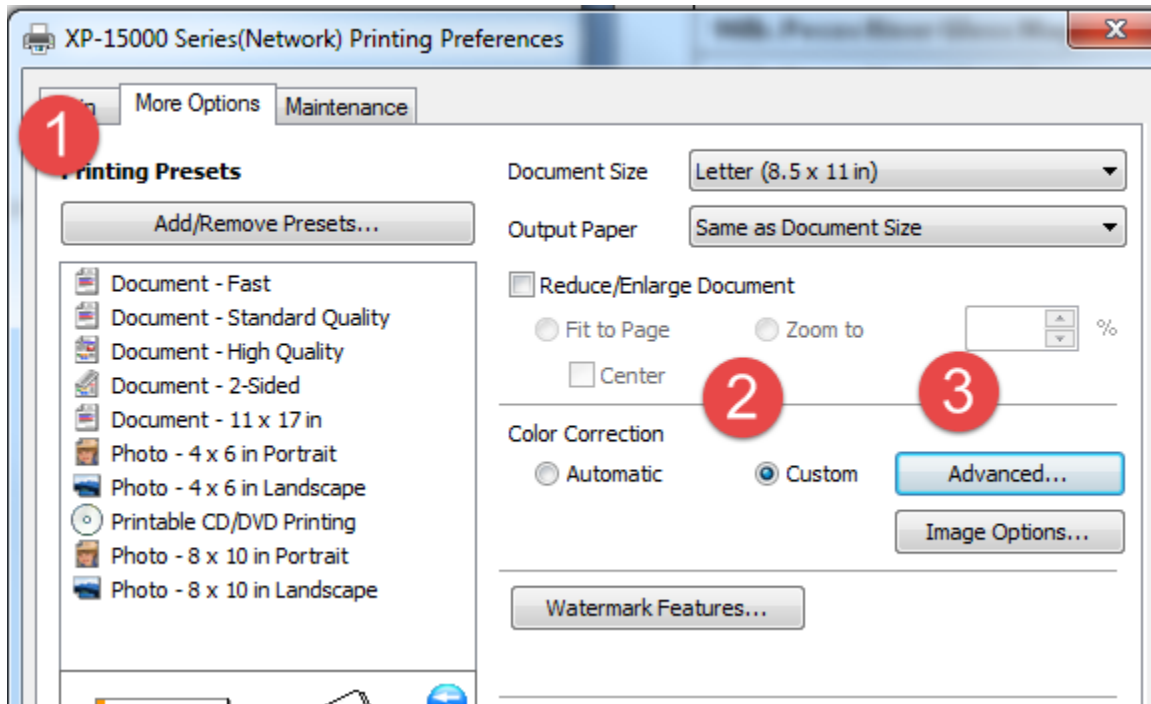 XP-15000 Series(Network) Printing Preferences
More Options
Maintenance
1
Printing Presets
Add/Remove Presets...
Document - Fast
Document - Standard Quality
Document - High Quality
Document - 2-Sided
Document - 11 x 17 in
Photo - 4 x 6 in Portrait
Photo - 4 x 6 in Landscape
Printable CD/DVD Printing
Photo - 8 x 10 in Portrait
Photo - 8 x 10 in Landscape
Document Size Letter (8.5 x 11 in)
Output Paper Same as Document Size
Reduce/Enlarge Document
Fit to Page Zoom to %
Center
2 3
Color Correction
Automatic Custom Advanced...
Image Options...
Watermark Features...